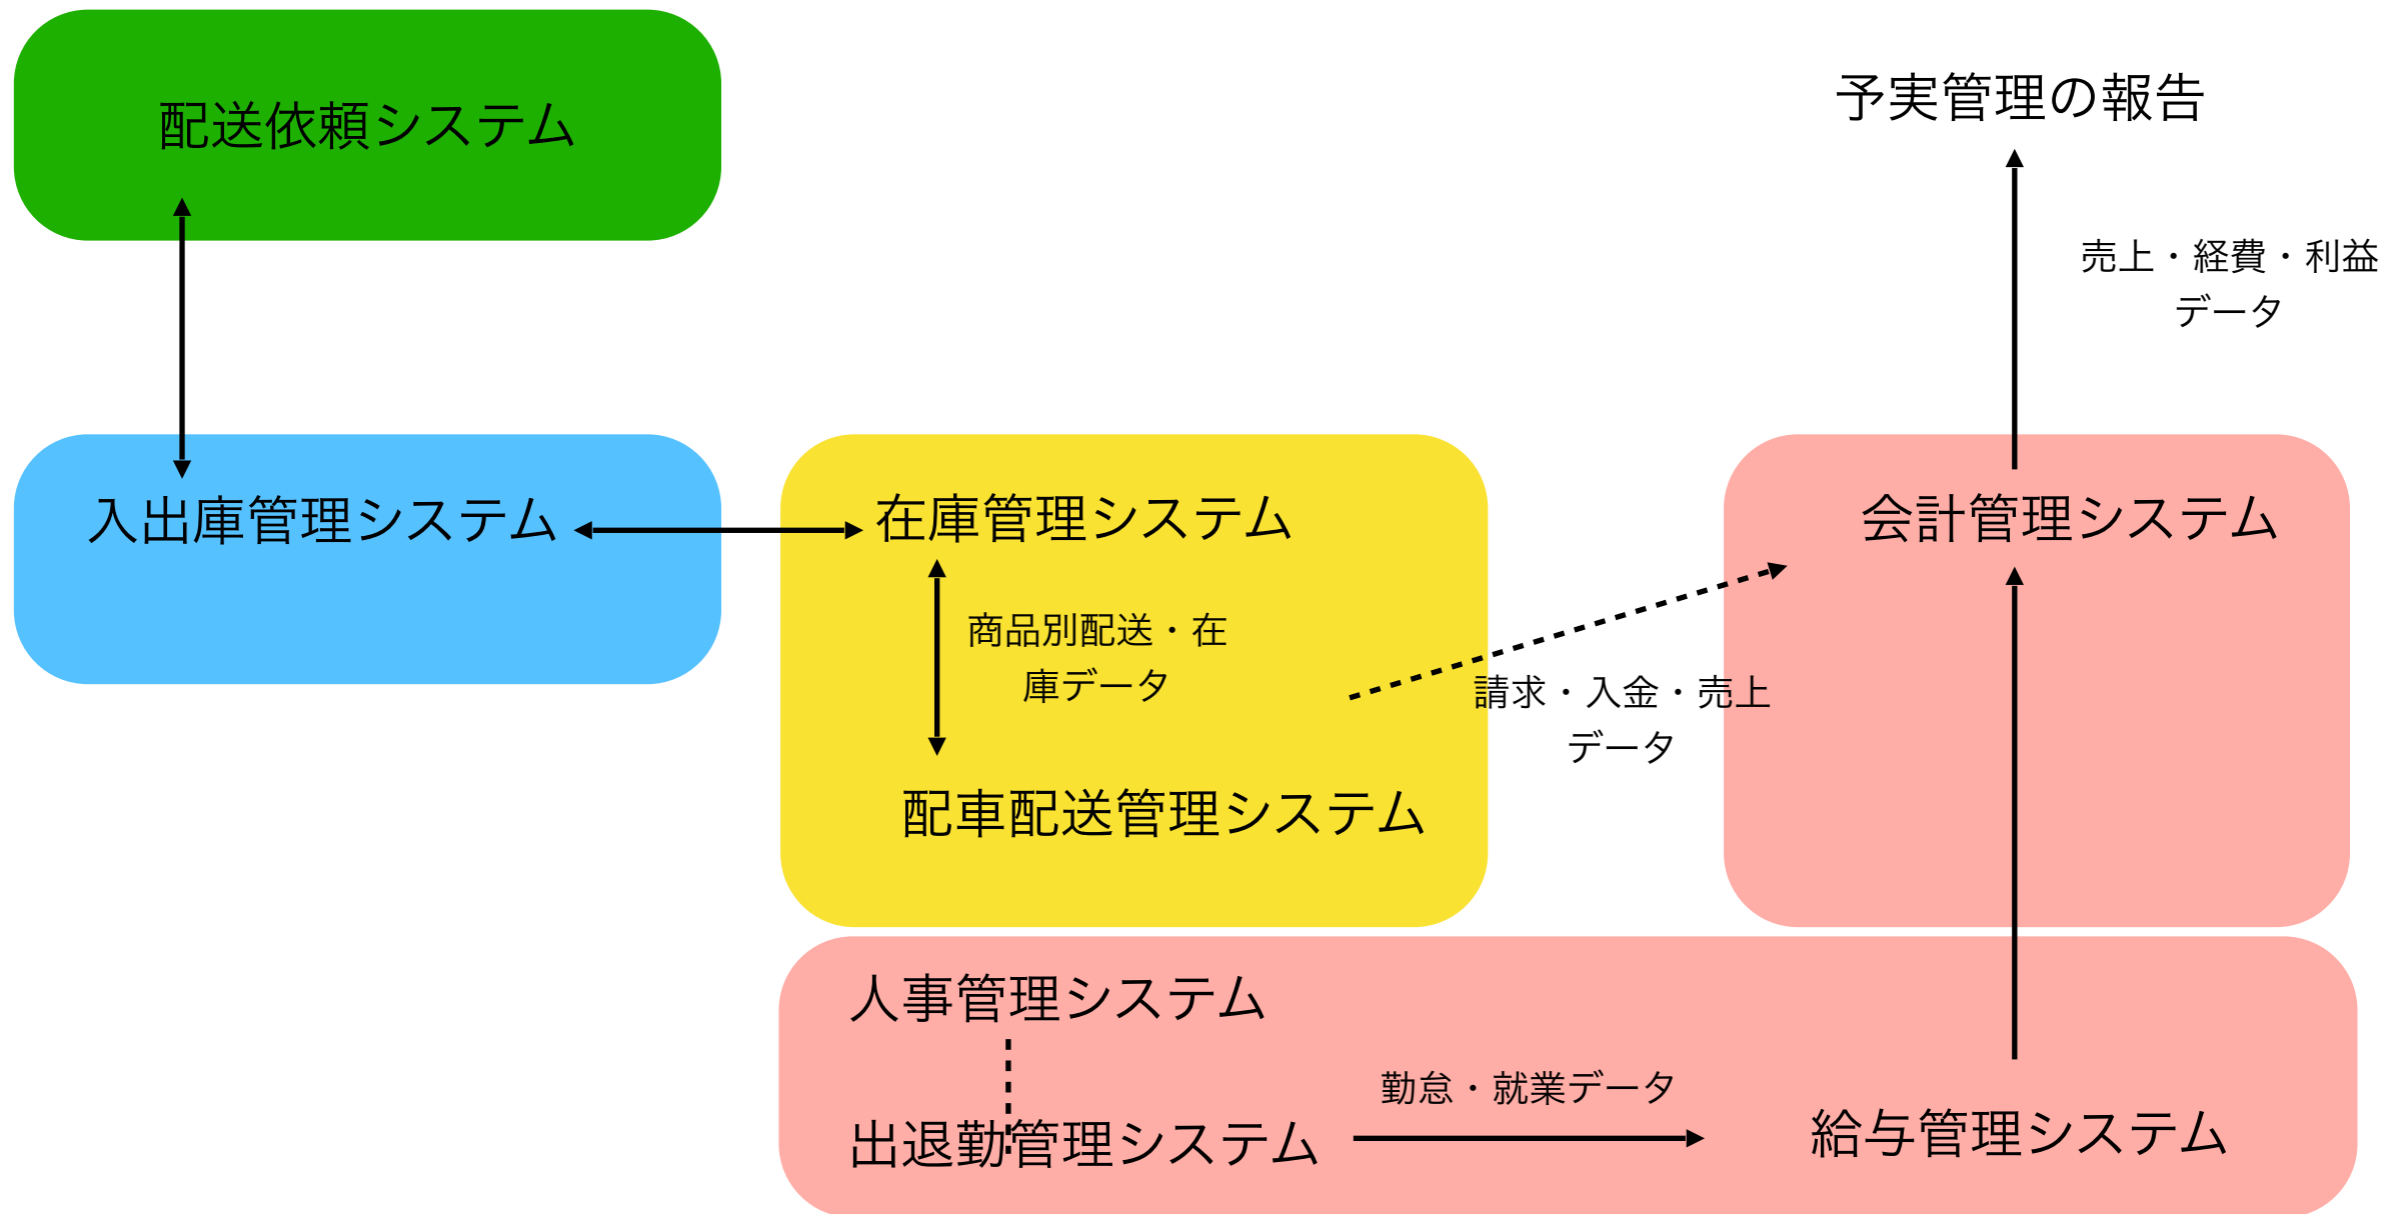 配送依頼システム
予実管理の報告
売上・経費・利益
データ
入出庫管理システム
在庫管理システム
会計管理システム
商品別配送・在
庫データ
請求・入金・売上
データ
配車配送管理システム
人事管理システム
勤怠・就業データ
出退勤管理システム
給与管理システム